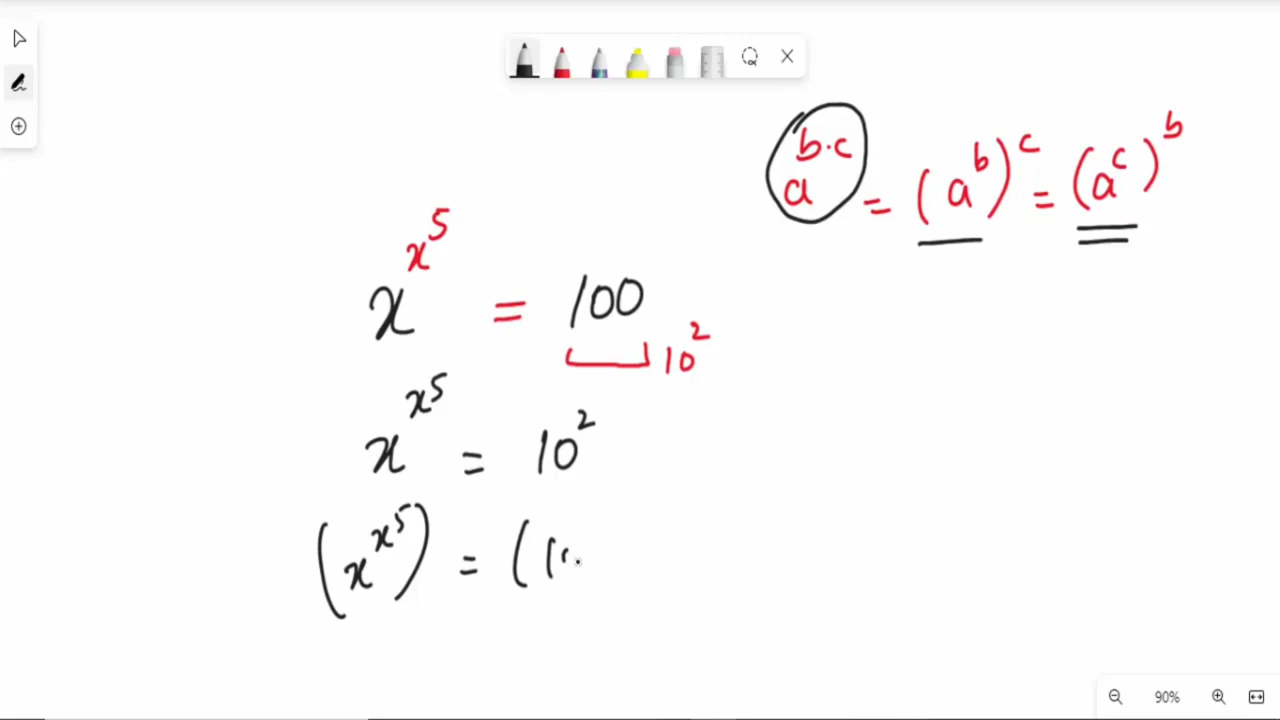 a^{b·c} = (a^b)^c = (a^c)^b
x^{x^5} = 100
10^2
x^{x^5} = 10^2
(x^{x^5}) = (1
90%